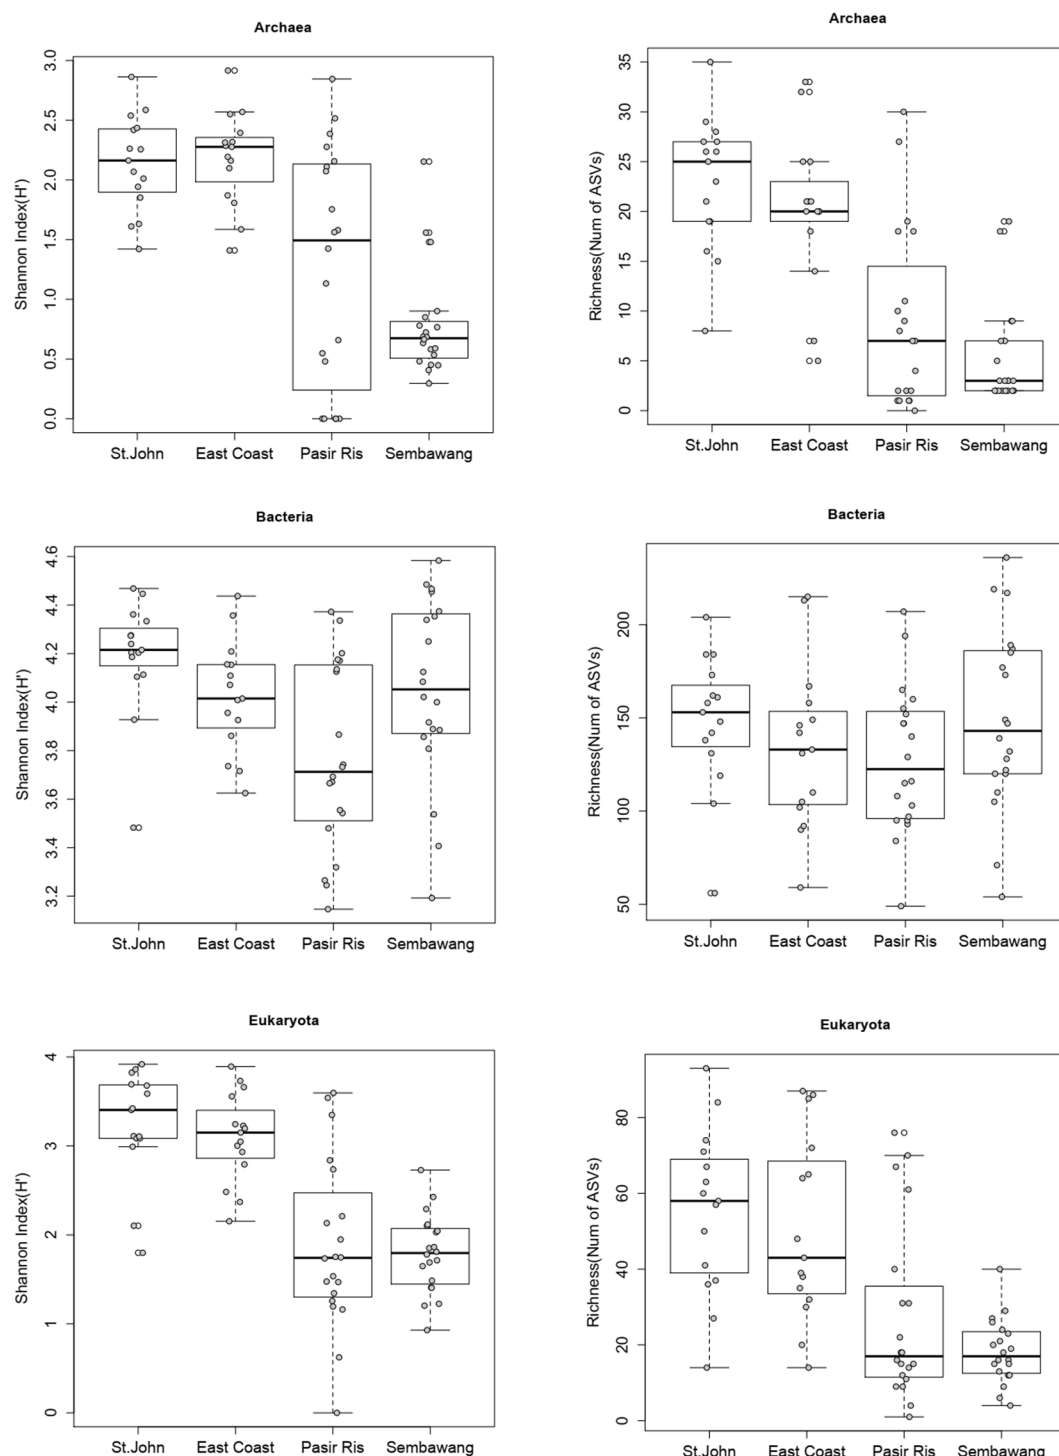 Archaea
Shannon Index(H')
3.0
2.5
2.0
1.5
1.0
0.5
0.0
St.John East Coast Pasir Ris Sembawang
Archaea
Richness(Num of ASVs)
35
30
25
20
15
10
5
0
St.John East Coast Pasir Ris Sembawang
Bacteria
Shannon Index(H')
4.6
4.4
4.2
4.0
3.8
3.6
3.4
3.2
St.John East Coast Pasir Ris Sembawang
Bacteria
Richness(Num of ASVs)
200
150
100
50
St.John East Coast Pasir Ris Sembawang
Eukaryota
Shannon Index(H')
4
3
2
1
0
St.John East Coast Pasir Ris Sembawang
Eukaryota
Richness(Num of ASVs)
80
60
40
20
0
St.John East Coast Pasir Ris Sembawang